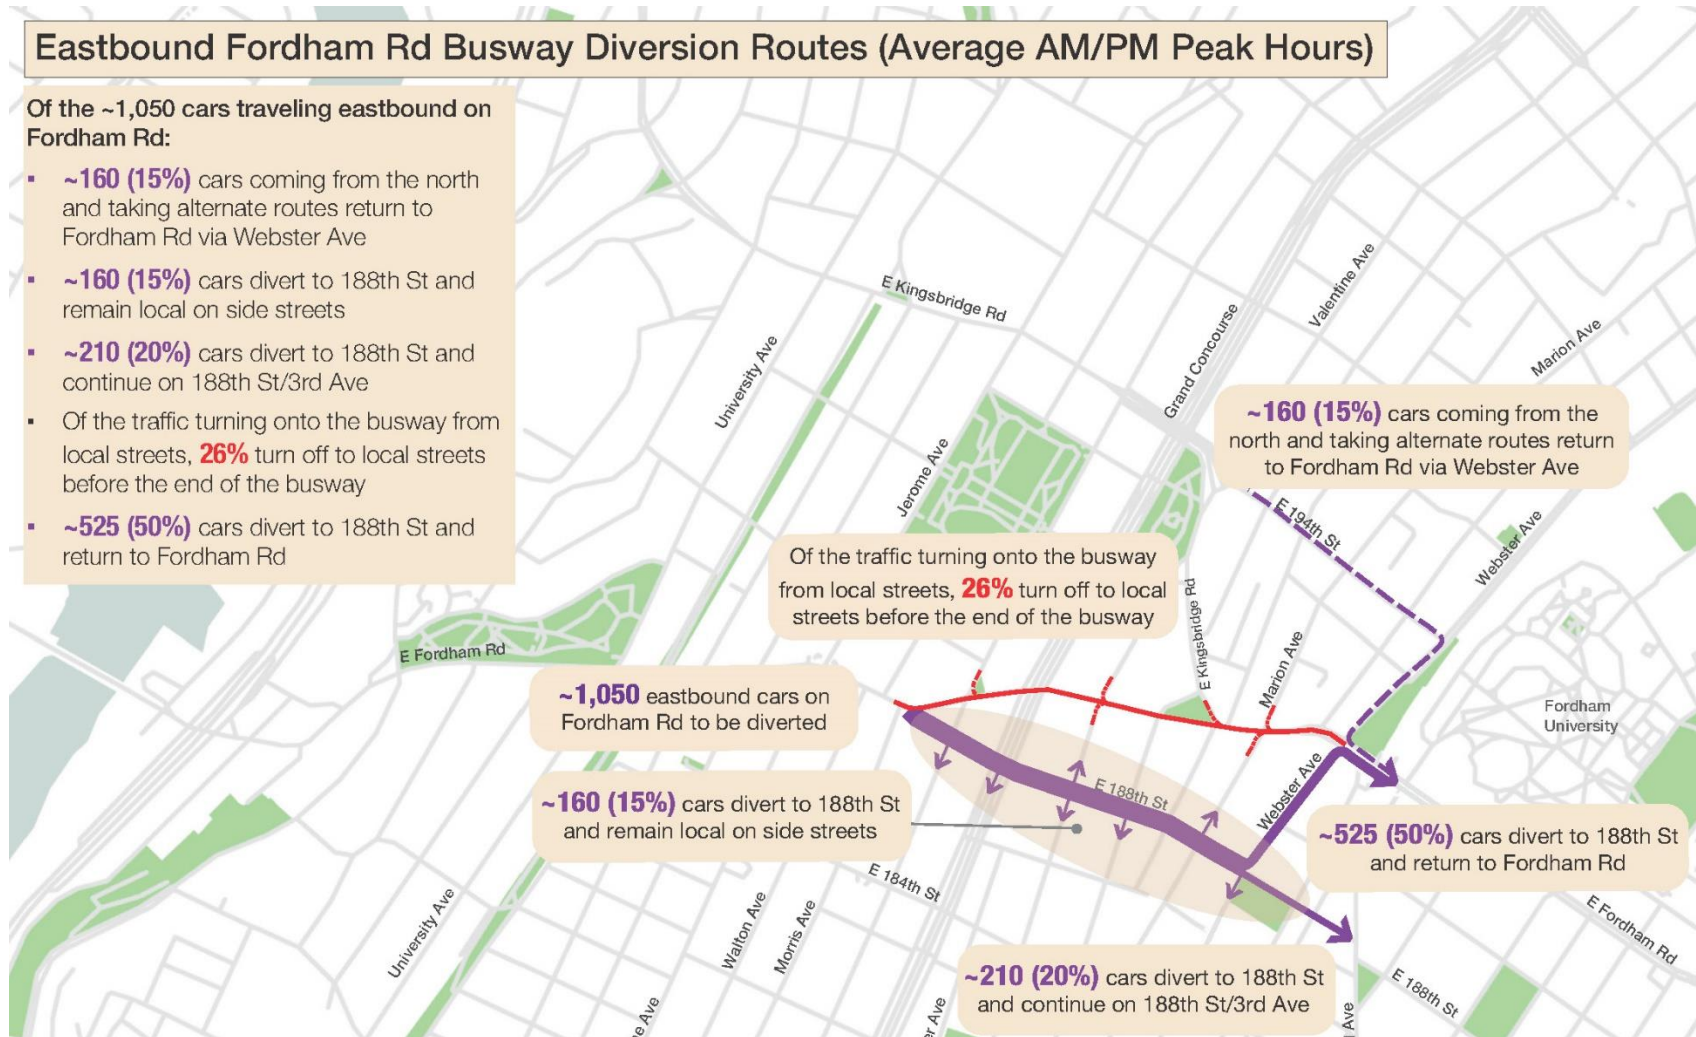 Eastbound Fordham Rd Busway Diversion Routes (Average AM/PM Peak Hours)
Of the ~1,050 cars traveling eastbound on
Fordham Rd:
▪ ~160 (15%) cars coming from the north
and taking alternate routes return to
Fordham Rd via Webster Ave
▪ ~160 (15%) cars divert to 188th St and
remain local on side streets
▪ ~210 (20%) cars divert to 188th St and
continue on 188th St/3rd Ave
▪ Of the traffic turning onto the busway from
local streets, 26% turn off to local streets
before the end of the busway
▪ ~525 (50%) cars divert to 188th St and
return to Fordham Rd
E Kingsbridge Rd
University Ave
Jerome Ave
Grand Concourse
Valentine Ave
Marion Ave
~160 (15%) cars coming from the
north and taking alternate routes return
to Fordham Rd via Webster Ave
E 194th St
Webster Ave
Of the traffic turning onto the busway
from local streets, 26% turn off to local
streets before the end of the busway
E Kingsbridge Rd
Marion Ave
E Fordham Rd
~1,050 eastbound cars on
Fordham Rd to be diverted
Fordham
University
~160 (15%) cars divert to 188th St
and remain local on side streets
E 188th St
Webster Ave
~525 (50%) cars divert to 188th St
and return to Fordham Rd
E 184th St
University Ave
Walton Ave
Morris Ave
E Fordham Rd
~210 (20%) cars divert to 188th St
and continue on 188th St/3rd Ave
E 188th St
Ave